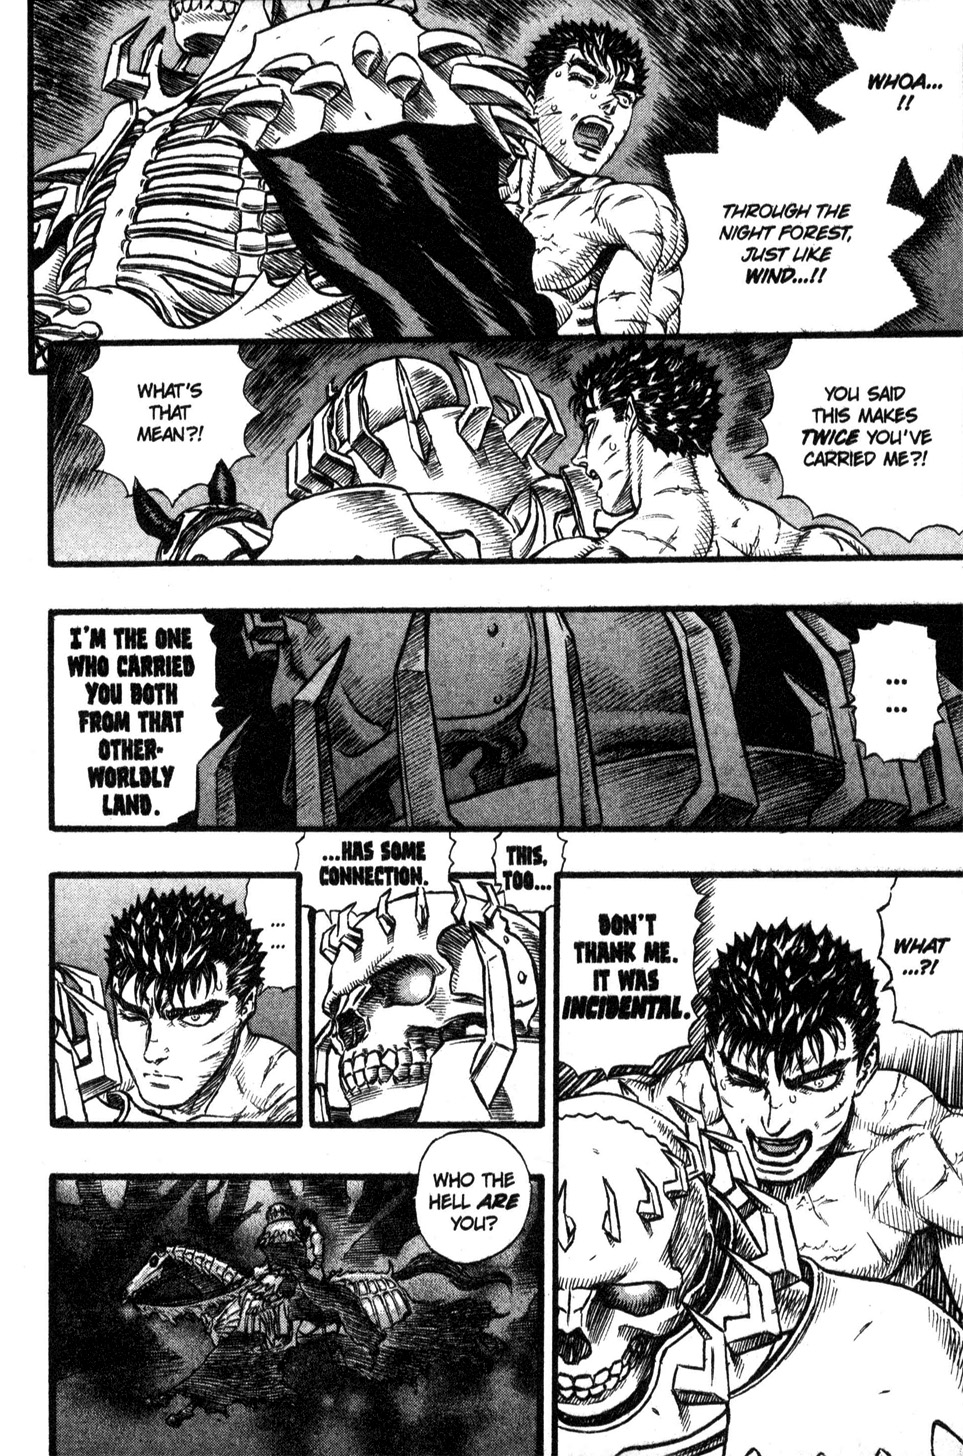 WHOA...
!!
THROUGH THE
NIGHT FOREST,
JUST LIKE
WIND...!!
YOU SAID
THIS MAKES
TWICE YOU'VE
CARRIED ME?!
WHAT'S
THAT
MEAN?!
...
...
I'M THE ONE
WHO CARRIED
YOU BOTH
FROM THAT
OTHER-
WORLDLY
LAND.
WHAT
...?!
DON'T
THANK ME.
IT WAS
INCIDENTAL.
THIS,
TOO...
...HAS SOME
CONNECTION.
...
...
WHO THE
HELL ARE
YOU?